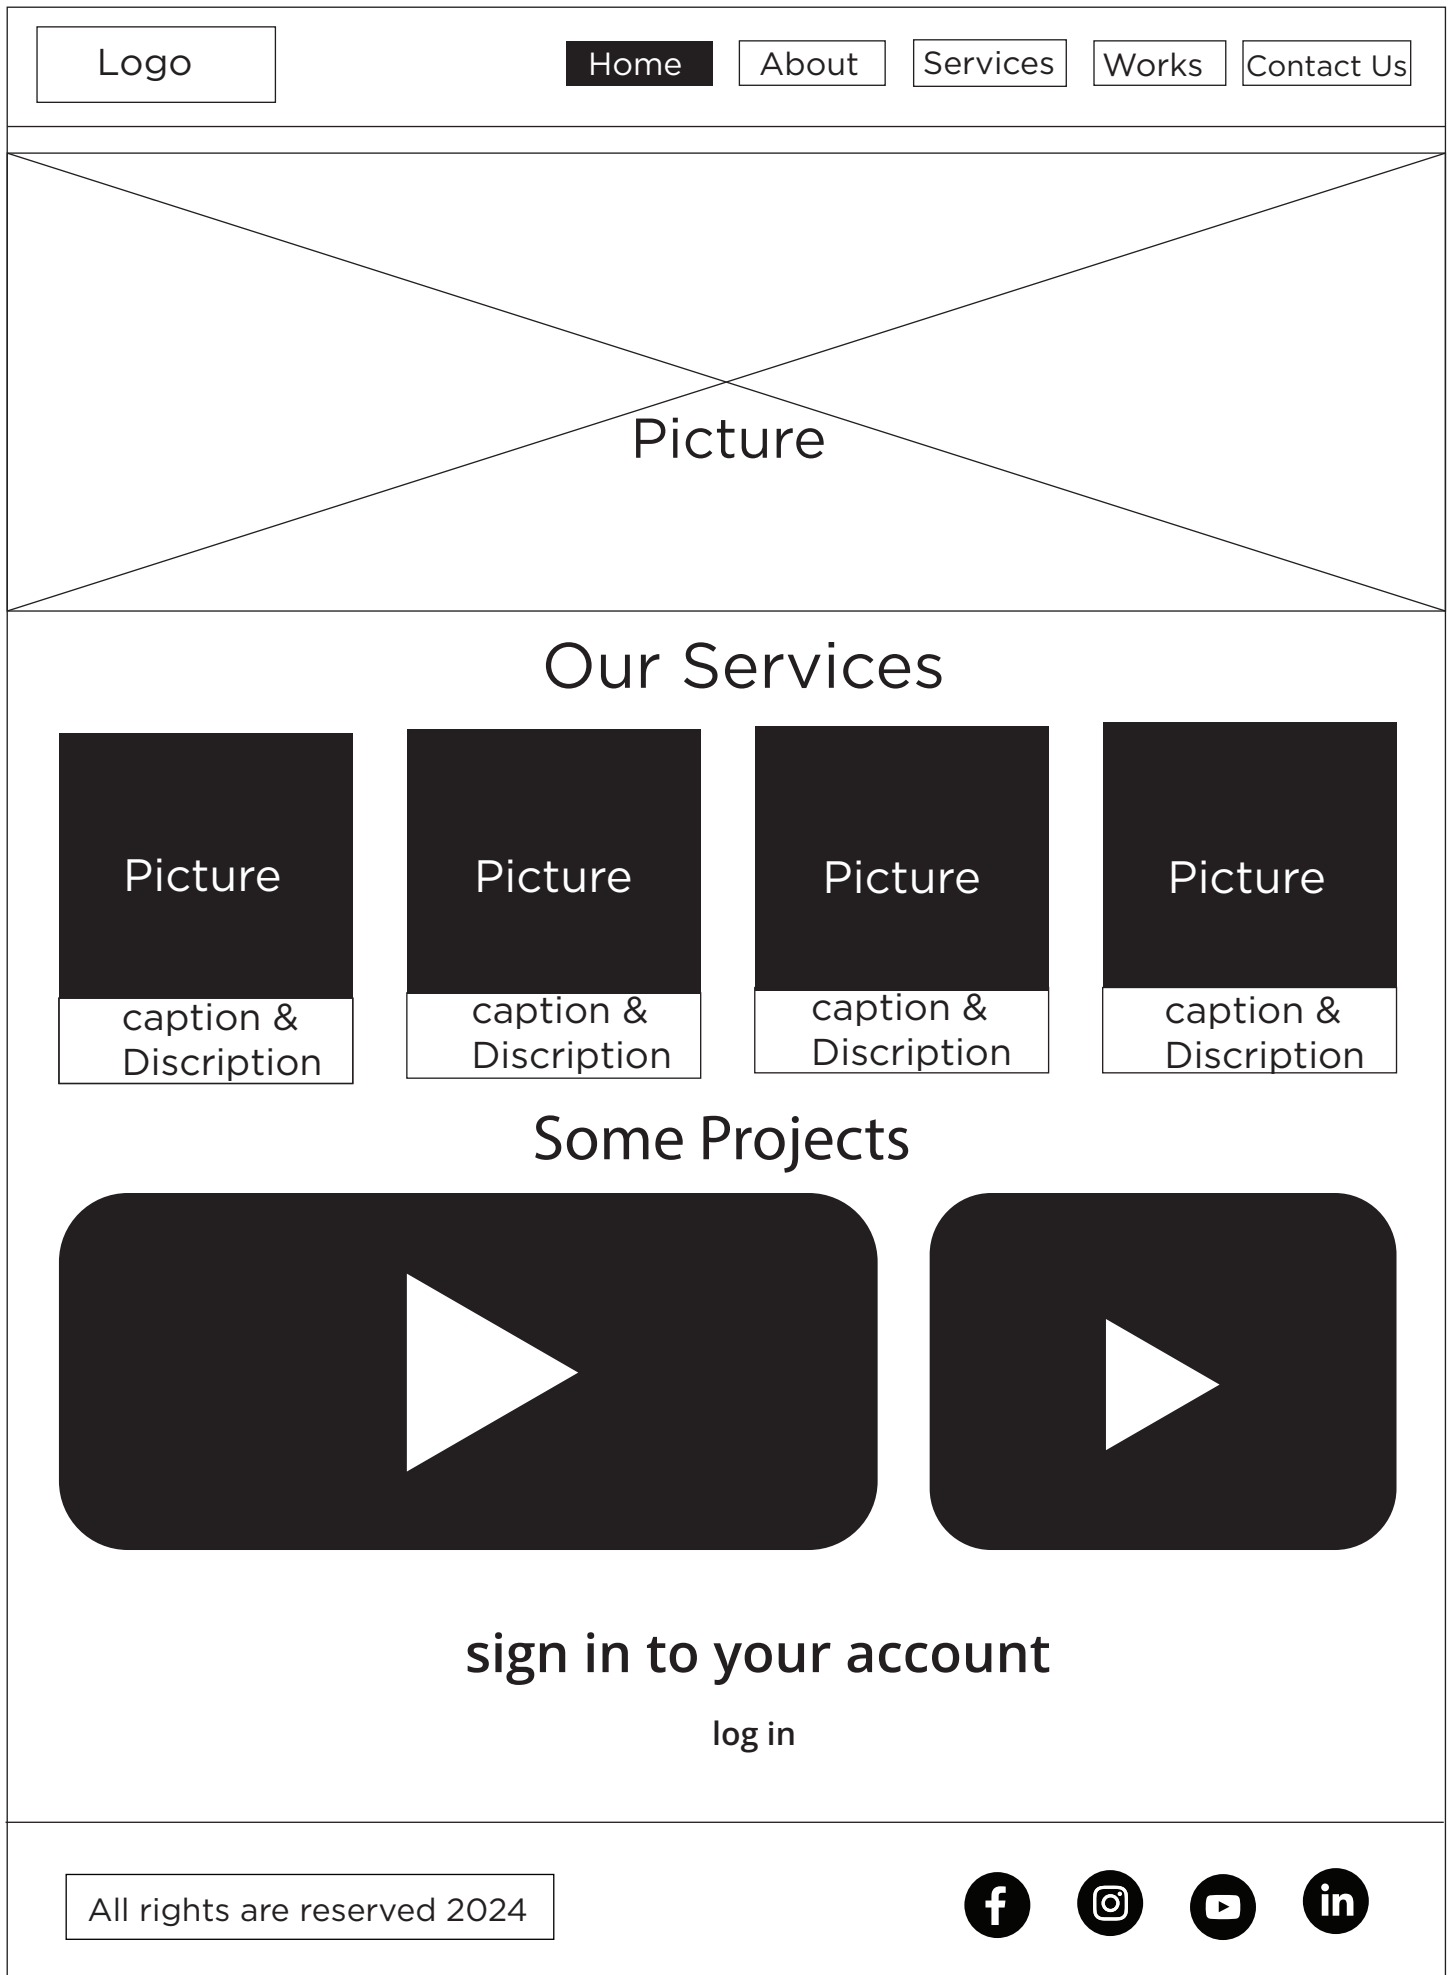 Logo
Home
About
Services
Works
Contact Us
Picture
Our Services
Picture
Picture
Picture
Picture
caption &
Discription
caption &
Discription
caption &
Discription
caption &
Discription
Some Projects
sign in to your account
log in
All rights are reserved 2024
f
in